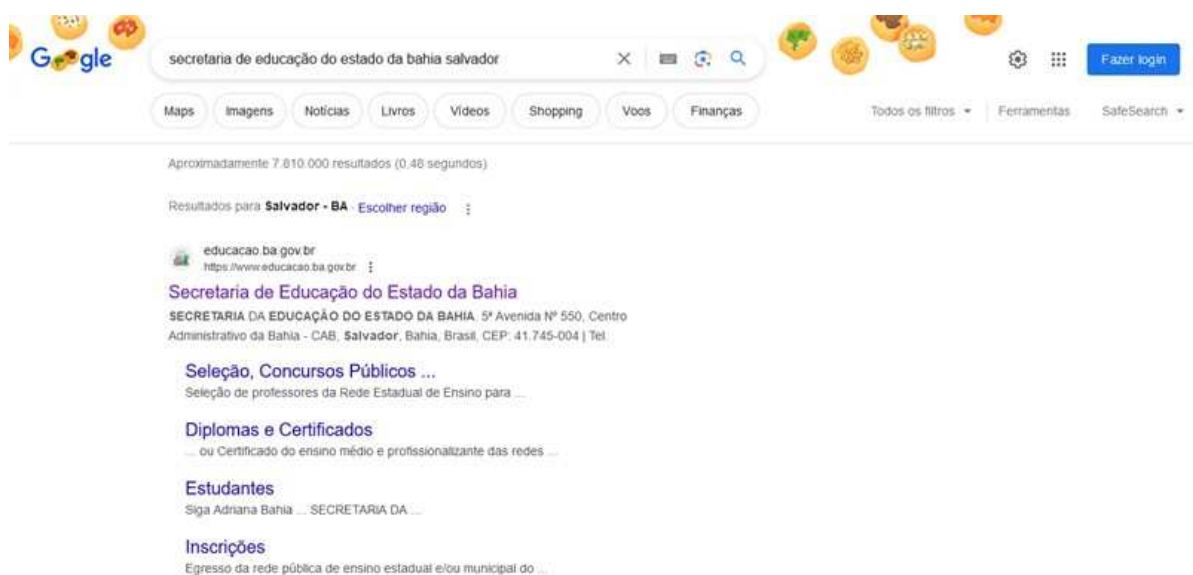 Google
secretaria de educação do estado da bahia salvador
Fazer login
Maps Imagens Notícias Livros Vídeos Shopping Voos Finanças Todos os filtros Ferramentas SafeSearch
Aproximadamente 7.810.000 resultados (0,48 segundos)
Resultados para Salvador - BA · Escolher região
educacao.ba.gov.br
https://www.educacao.ba.gov.br
Secretaria de Educação do Estado da Bahia
SECRETARIA DA EDUCAÇÃO DO ESTADO DA BAHIA. 5ª Avenida Nº 550, Centro
Administrativo da Bahia - CAB, Salvador, Bahia, Brasil, CEP: 41.745-004 | Tel:
Seleção, Concursos Públicos ...
Seleção de professores da Rede Estadual de Ensino para ...
Diplomas e Certificados
... ou Certificado do ensino médio e profissionalizante das redes ...
Estudantes
Siga Adriana Bahia ... SECRETARIA DA ...
Inscrições
Egresso da rede pública de ensino estadual e/ou municipal do ...